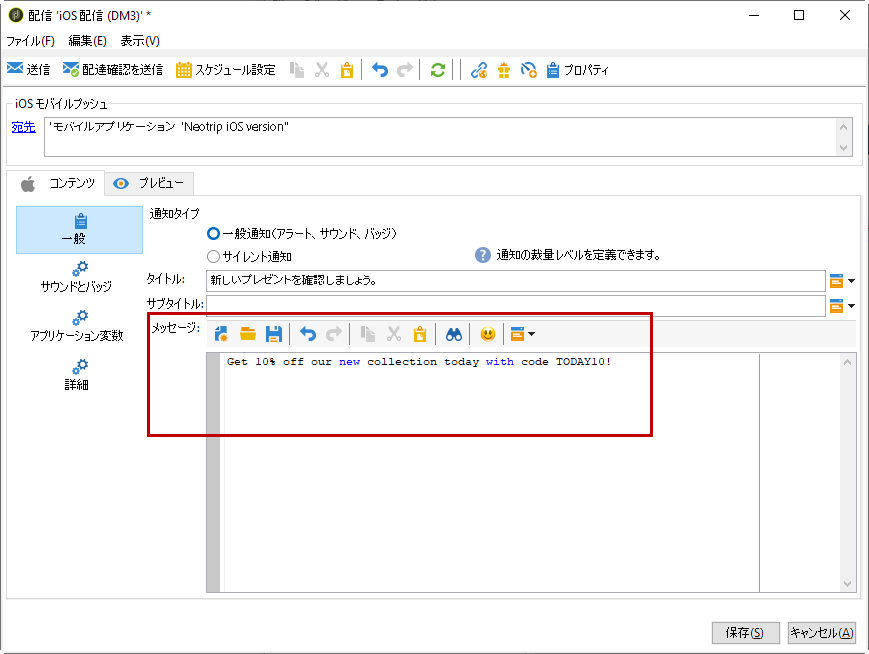 配信 'iOS 配信 (DM3)' *
ファイル(F) 編集(E) 表示(V)
送信 配達確認を送信 スケジュール設定 プロパティ
iOS モバイルプッシュ
宛先 'モバイルアプリケーション 'Neotrip iOS version''
コンテンツ プレビュー
一般
サウンドとバッジ
アプリケーション変数
詳細
通知タイプ
一般通知(アラート、サウンド、バッジ)
サイレント通知 ? 通知の裁量レベルを定義できます。
タイトル: 新しいプレゼントを確認しましょう。
サブタイトル:
メッセージ:
Get 10% off our new collection today with code TODAY10!
保存(S) キャンセル(A)